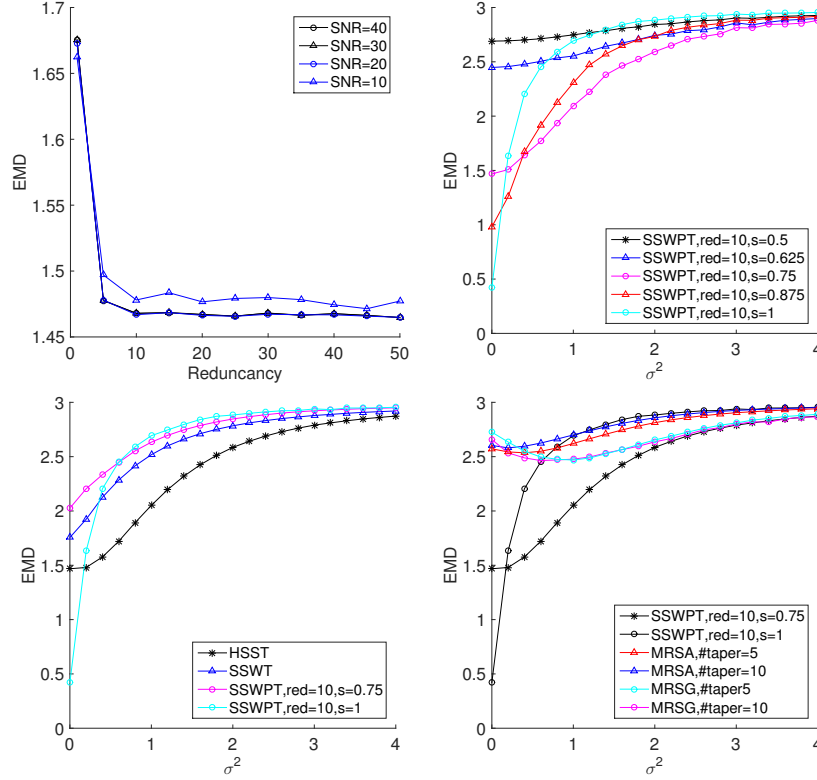 1.7
1.65
1.6
1.55
1.5
1.45
EMD
0 10 20 30 40 50
Reduncancy
SNR=40
SNR=30
SNR=20
SNR=10
3
2.5
2
1.5
1
0.5
0
EMD
0 1 2 3 4
σ²
SSWPT,red=10,s=0.5
SSWPT,red=10,s=0.625
SSWPT,red=10,s=0.75
SSWPT,red=10,s=0.875
SSWPT,red=10,s=1
3
2.5
2
1.5
1
0.5
0
EMD
0 1 2 3 4
σ²
HSST
SSWT
SSWPT,red=10,s=0.75
SSWPT,red=10,s=1
3
2.5
2
1.5
1
0.5
0
EMD
0 1 2 3 4
σ²
SSWPT,red=10,s=0.75
SSWPT,red=10,s=1
MRSA,#taper=5
MRSA,#taper=10
MRSG,#taper5
MRSG,#taper=10